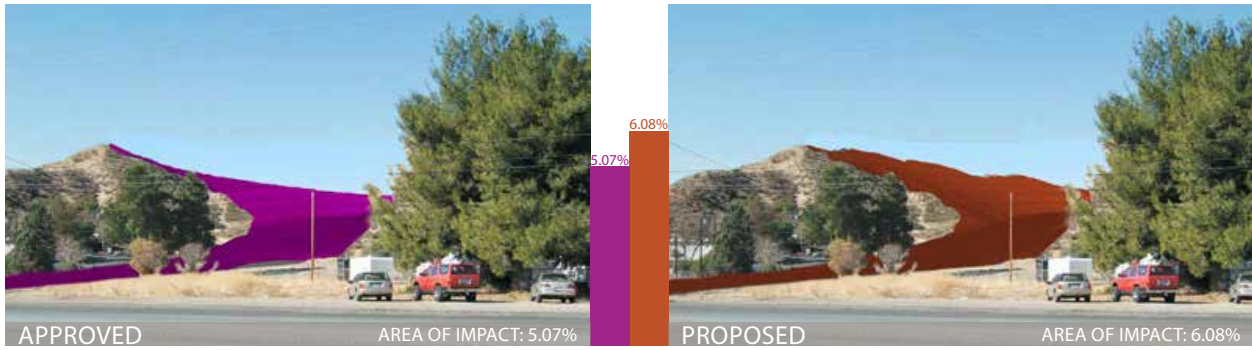 6.08%
5.07%
APPROVED
AREA OF IMPACT: 5.07%
PROPOSED
AREA OF IMPACT: 6.08%